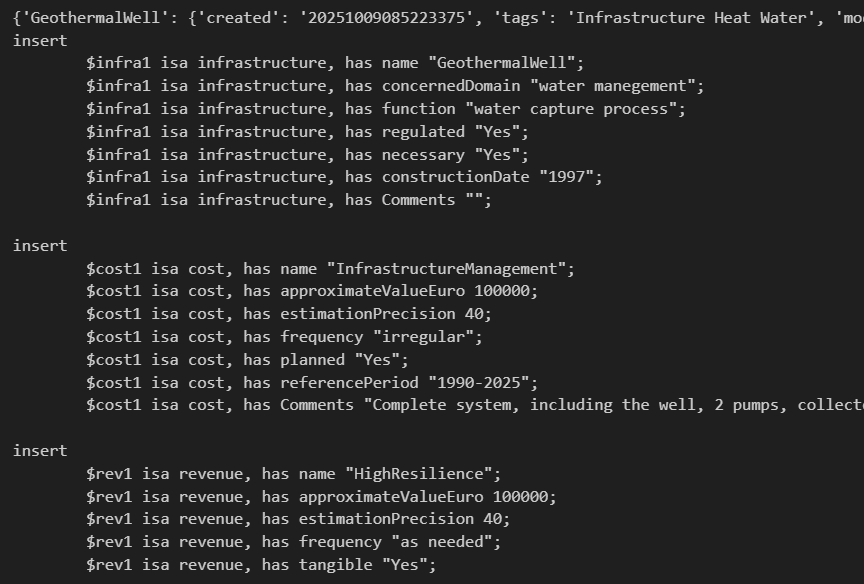 {'GeothermalWell': {'created': '20251009085223375', 'tags': 'Infrastructure Heat Water', 'mo
insert
$infra1 isa infrastructure, has name "GeothermalWell";
$infra1 isa infrastructure, has concernedDomain "water manegement";
$infra1 isa infrastructure, has function "water capture process";
$infra1 isa infrastructure, has regulated "Yes";
$infra1 isa infrastructure, has necessary "Yes";
$infra1 isa infrastructure, has constructionDate "1997";
$infra1 isa infrastructure, has Comments "";
insert
$cost1 isa cost, has name "InfrastructureManagement";
$cost1 isa cost, has approximateValueEuro 100000;
$cost1 isa cost, has estimationPrecision 40;
$cost1 isa cost, has frequency "irregular";
$cost1 isa cost, has planned "Yes";
$cost1 isa cost, has referencePeriod "1990-2025";
$cost1 isa cost, has Comments "Complete system, including the well, 2 pumps, collect
insert
$rev1 isa revenue, has name "HighResilience";
$rev1 isa revenue, has approximateValueEuro 100000;
$rev1 isa revenue, has estimationPrecision 40;
$rev1 isa revenue, has frequency "as needed";
$rev1 isa revenue, has tangible "Yes";